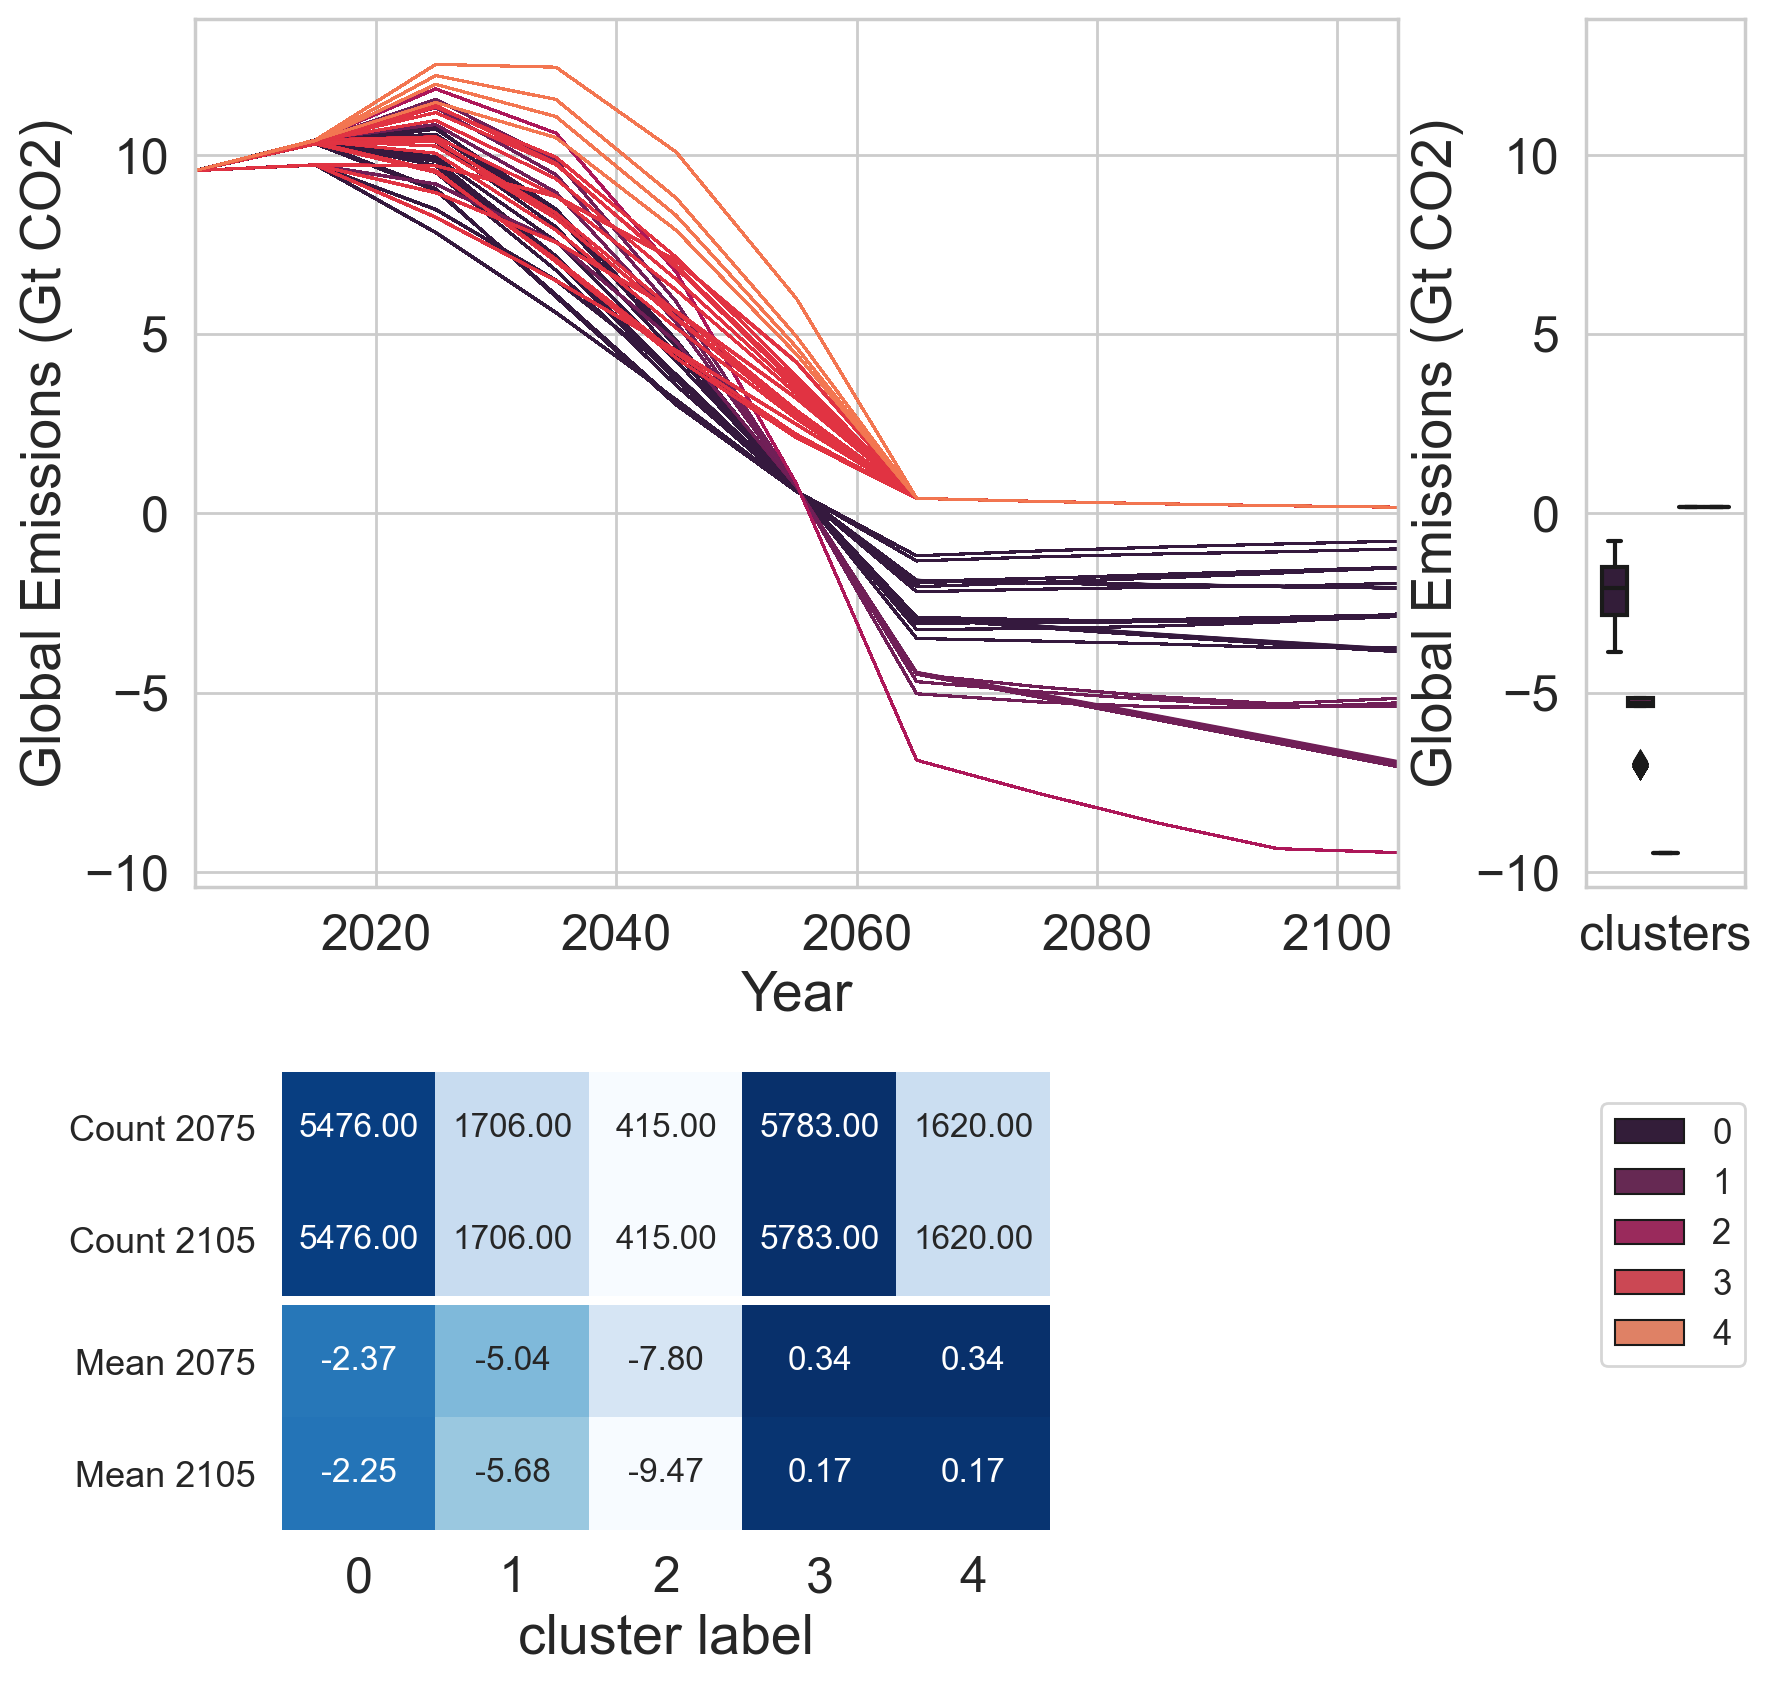 Global Emissions (Gt CO2)
10
5
0
−5
−10
2020 2040 2060 2080 2100
Year
Global Emissions (Gt CO2)
10
5
0
−5
−10
clusters
Count 2075 5476.00 1706.00 415.00 5783.00 1620.00
Count 2105 5476.00 1706.00 415.00 5783.00 1620.00
Mean 2075 -2.37 -5.04 -7.80 0.34 0.34
Mean 2105 -2.25 -5.68 -9.47 0.17 0.17
0 1 2 3 4
cluster label
0
1
2
3
4